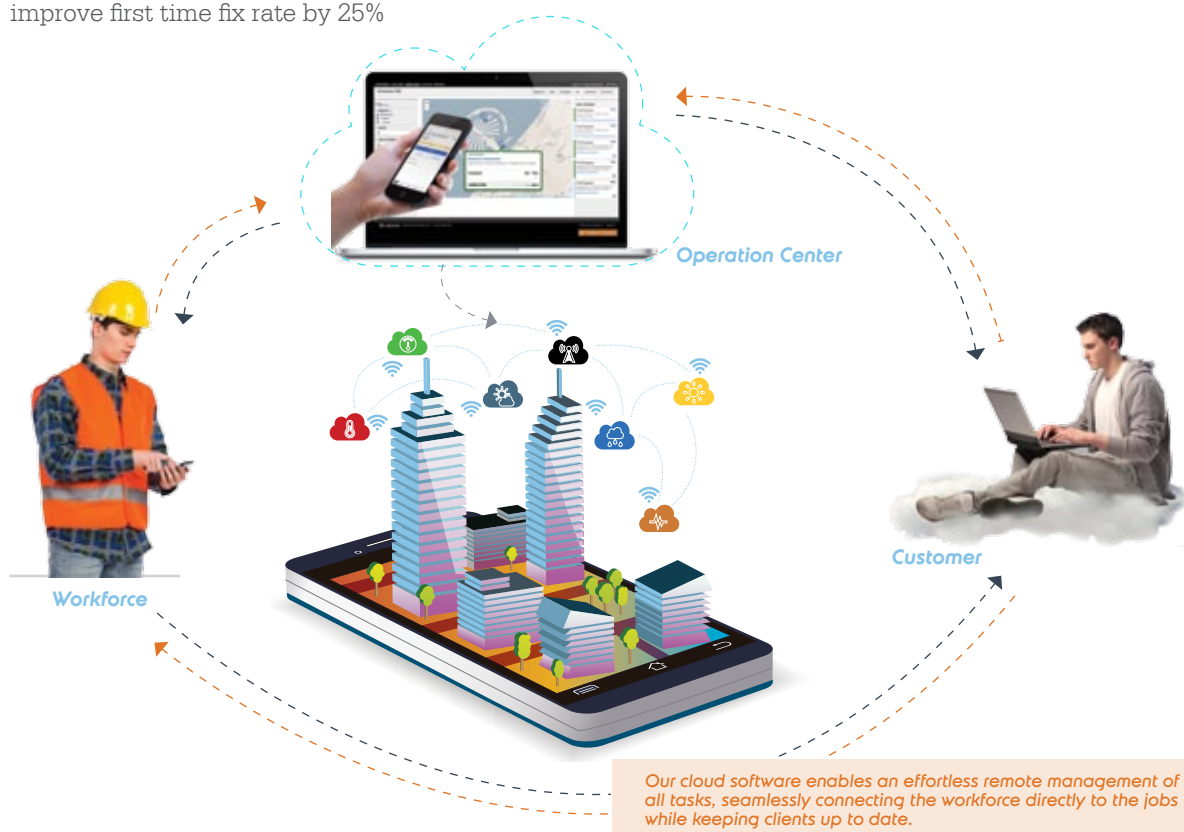 improve first time fix rate by 25%
Operation Center
Customer
Workforce
Our cloud software enables an effortless remote management of
all tasks, seamlessly connecting the workforce directly to the jobs
while keeping clients up to date.